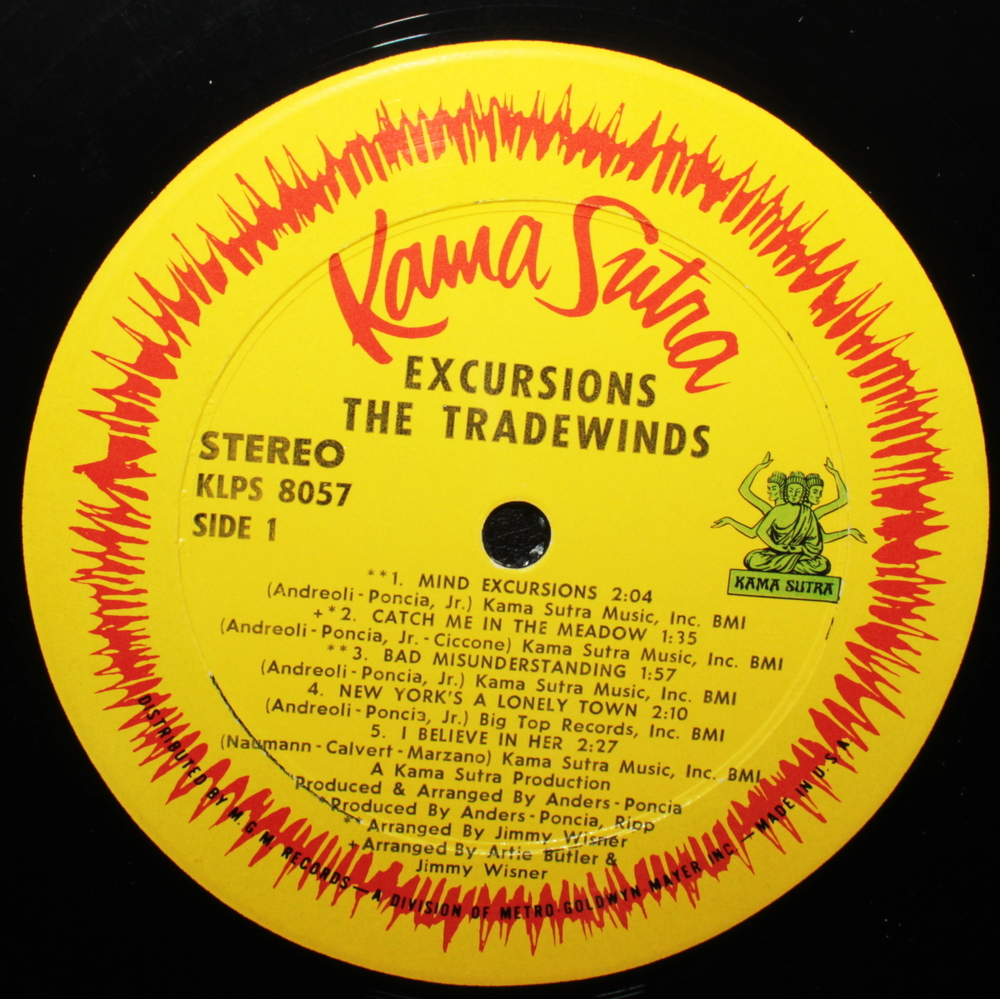 Kama Sutra
EXCURSIONS
THE TRADEWINDS
STEREO
KLPS 8057
SIDE 1
KAMA SUTRA
**1. MIND EXCURSIONS 2:04
(Andreoli-Poncia, Jr.) Kama Sutra Music, Inc. BMI
+*2. CATCH ME IN THE MEADOW 1:35
(Andreoli-Poncia, Jr.-Ciccone) Kama Sutra Music, Inc. BMI
**3. BAD MISUNDERSTANDING 1:57
(Andreoli-Poncia, Jr.) Kama Sutra Music, Inc. BMI
4. NEW YORK'S A LONELY TOWN 2:10
(Andreoli-Poncia, Jr.) Big Top Records, Inc. BMI
5. I BELIEVE IN HER 2:27
(Naumann-Calvert-Marzano) Kama Sutra Music, Inc. BMI
A Kama Sutra Production
Produced & Arranged By Anders-Poncia
*Produced By Anders-Poncia, Ripp
**Arranged By Jimmy Wisner
+Arranged By Artie Butler &
Jimmy Wisner
DISTRIBUTED BY M.G.M. RECORDS—A DIVISION OF METRO-GOLDWYN-MAYER INC.—MADE IN U.S.A.